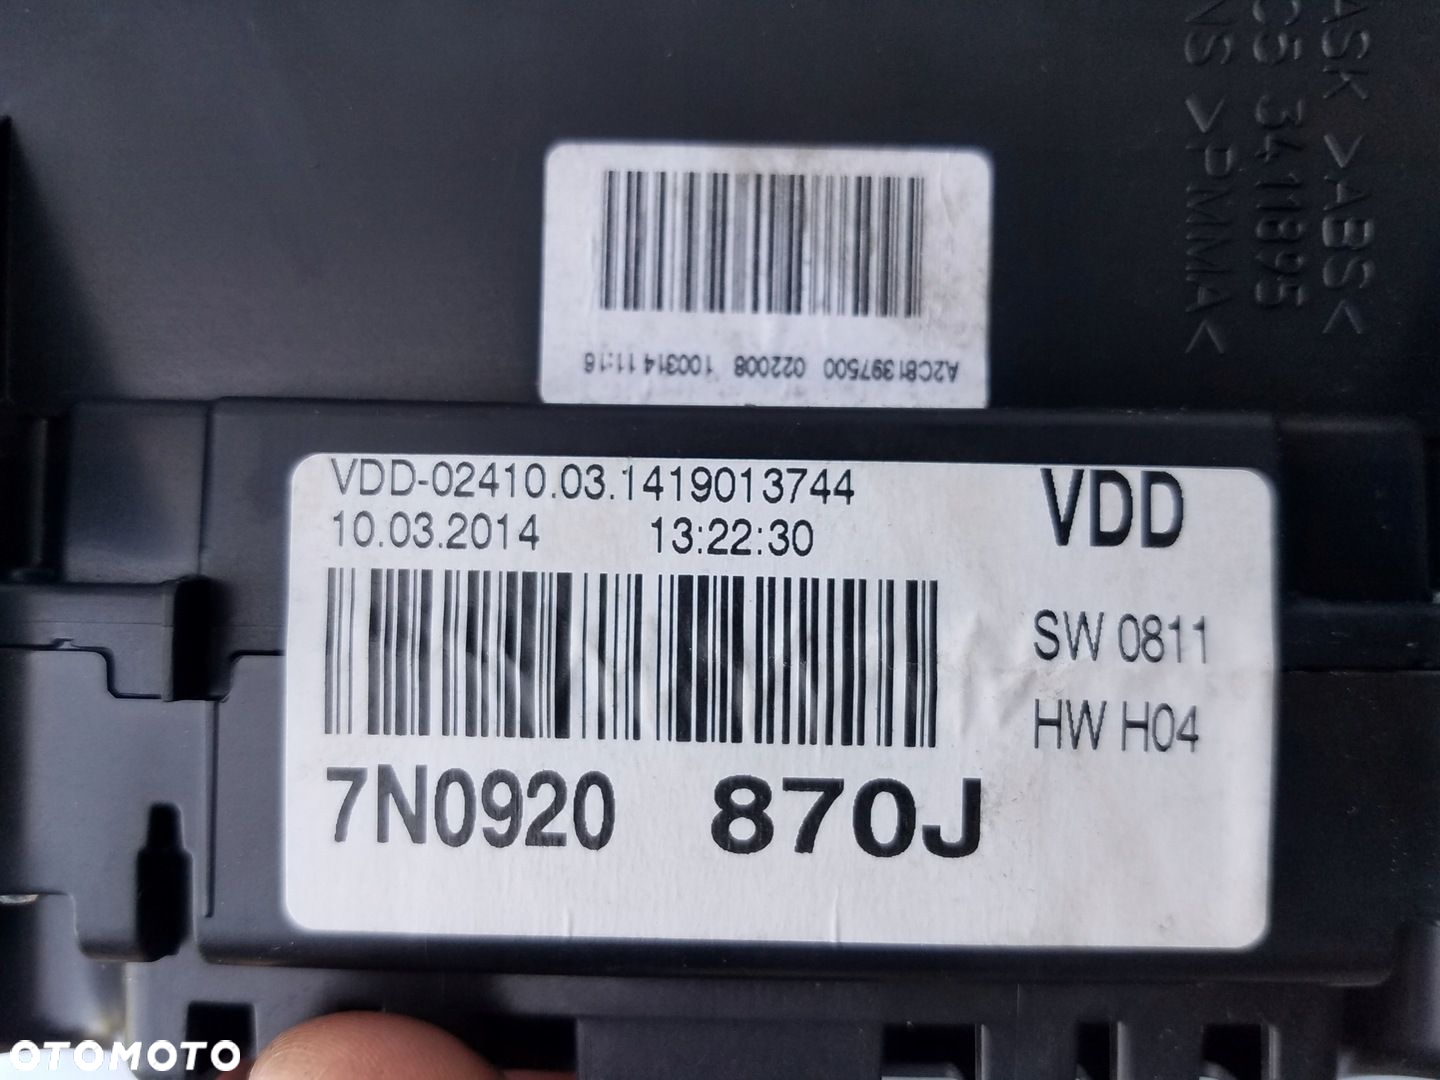 MASK >ABS<
C5 3411895
>PMMA<
A2C81397500 022008 100314 11:16
VDD-02410.03.1419013744
10.03.2014 13:22:30
VDD
SW 0811
HW H04
7N0920 870J
OTOMOTO